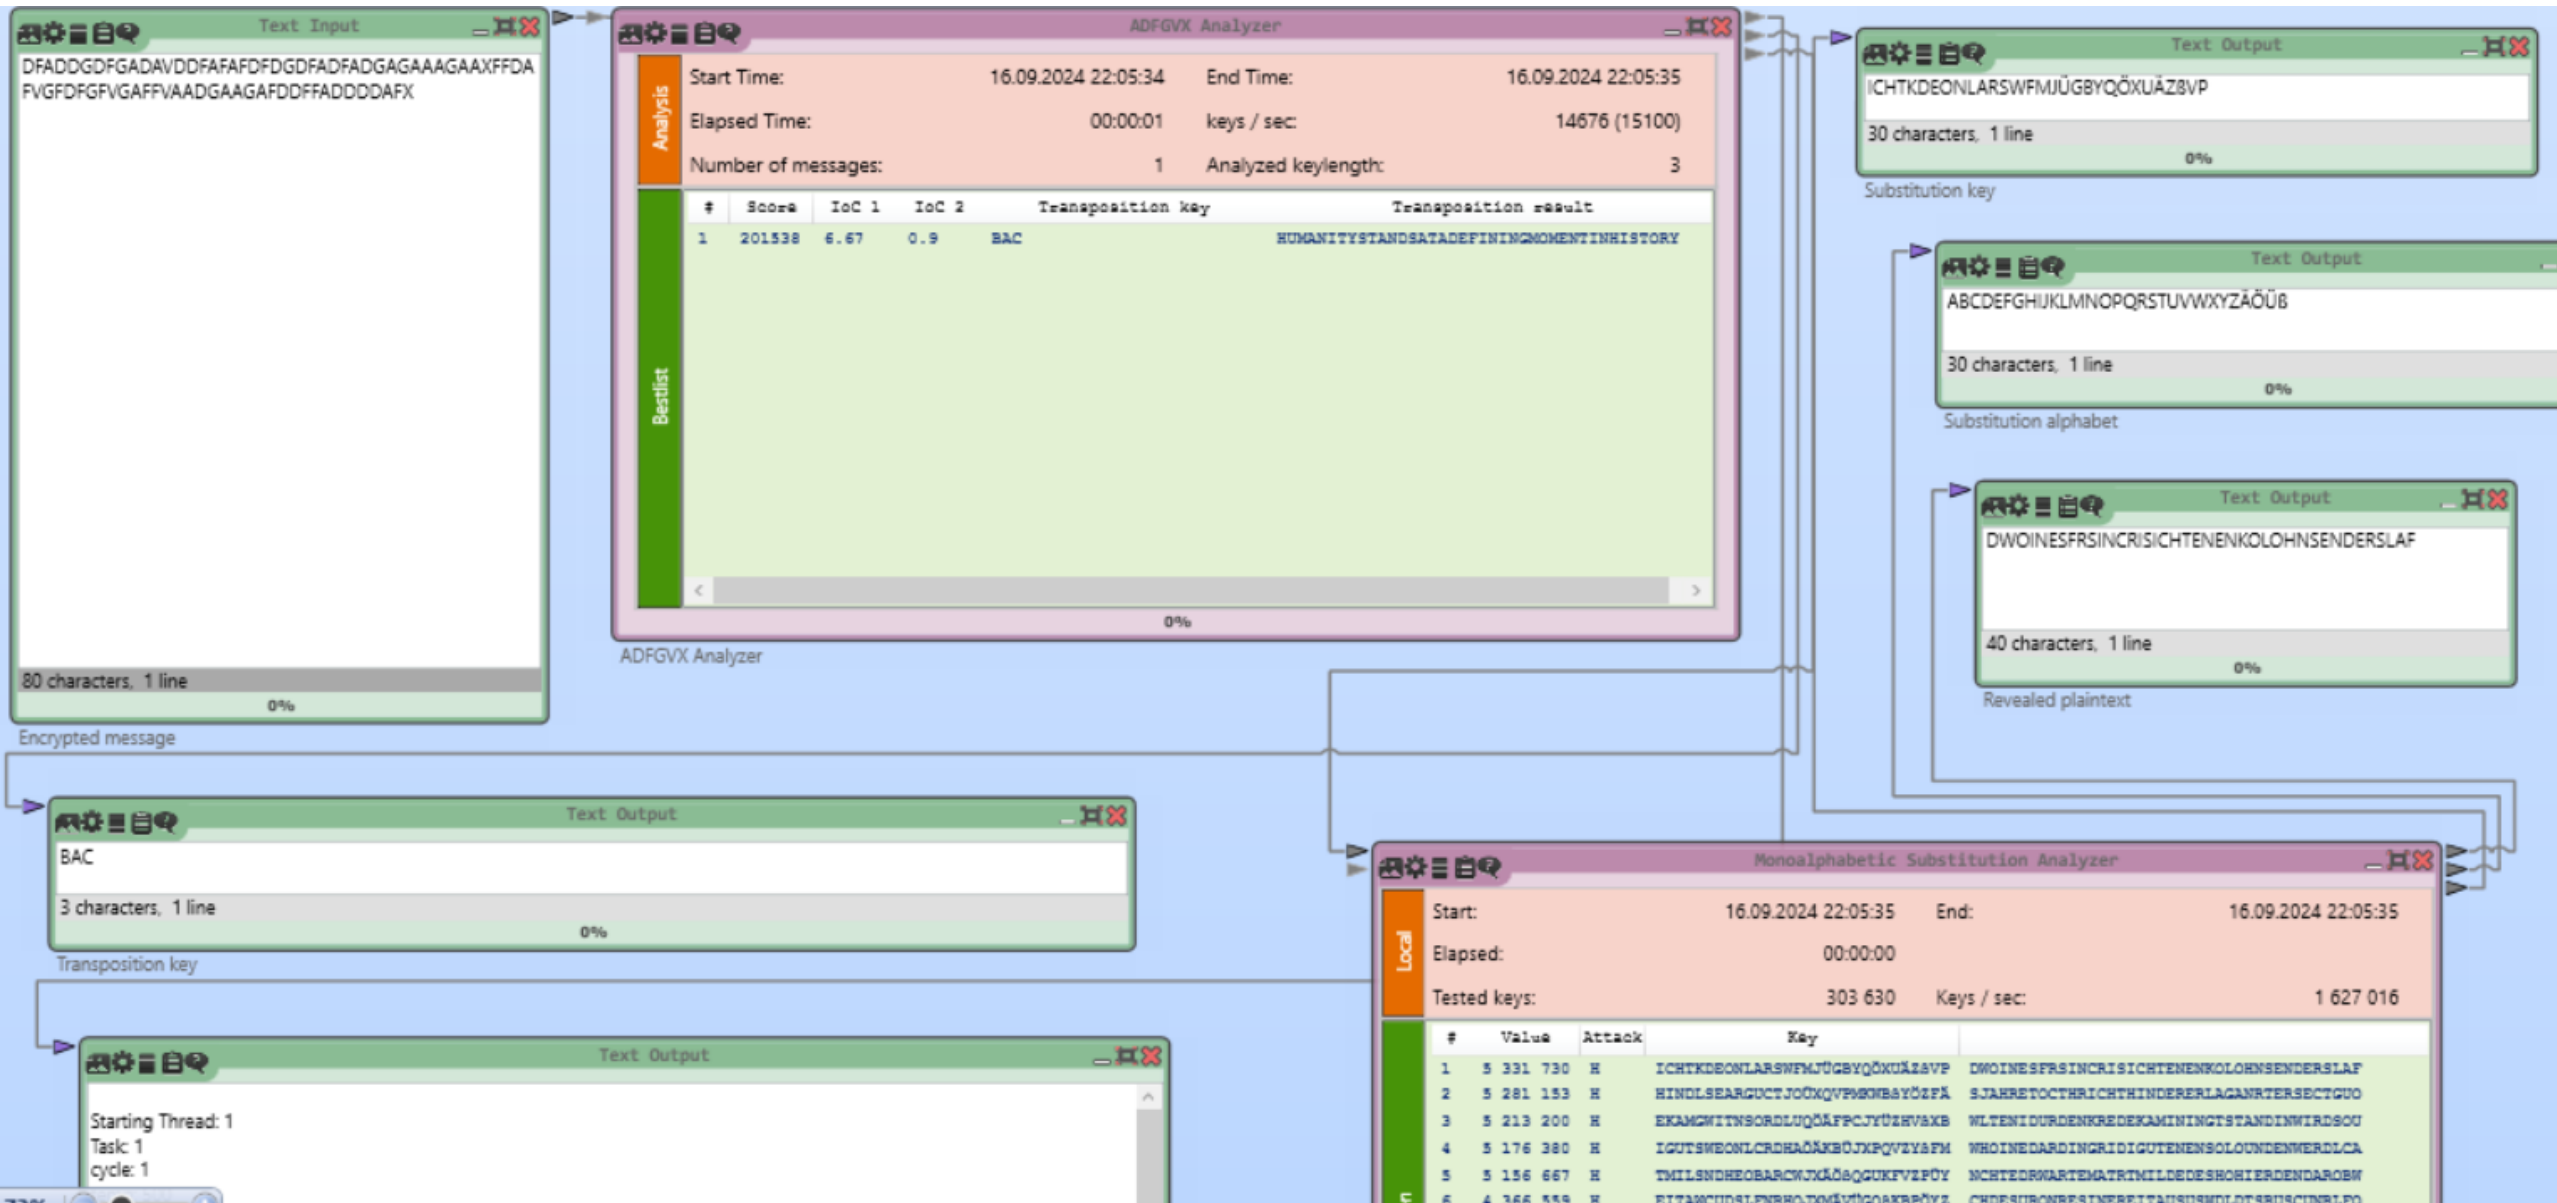 Text Input
DFADDGDFGADAVDDFAFAFDFDGDFADFADGAGAAAGAAXFFDA
FVGFDFGFVGAFFVAADGAAGAFDDFFADDDDAFX
80 characters, 1 line
0%
Encrypted message
ADFGVX Analyzer
Analysis
Start Time: 16.09.2024 22:05:34 End Time: 16.09.2024 22:05:35
Elapsed Time: 00:00:01 keys / sec: 14676 (15100)
Number of messages: 1 Analyzed keylength: 3
Bestlist
# Score IoC 1 IoC 2 Transposition key Transposition result
1 201538 6.67 0.9 BAC HUMANITYSTANDSATADEFININGMOMENTINHISTORY
0%
ADFGVX Analyzer
Text Output
ICHTKDEONLARSWFMJÜGBYQÖXUÄZßVP
30 characters, 1 line
0%
Substitution key
Text Output
ABCDEFGHIJKLMNOPQRSTUVWXYZÄÖÜß
30 characters, 1 line
0%
Substitution alphabet
Text Output
DWOINESFRSINCRISICHTENENKOLOHNSENDERSLAF
40 characters, 1 line
0%
Revealed plaintext
Text Output
BAC
3 characters, 1 line
0%
Transposition key
Text Output
Starting Thread: 1
Task: 1
cycle: 1
Monoalphabetic Substitution Analyzer
Local
Start: 16.09.2024 22:05:35 End: 16.09.2024 22:05:35
Elapsed: 00:00:00
Tested keys: 303 630 Keys / sec: 1 627 016
# Value Attack Key
1 5 331 730 H ICHTKDEONLARSWFMJÜGBYQÖXUÄZßVP DWOINESFRSINCRISICHTENENKOLOHNSENDERSLAF
2 5 281 153 H SJAHRETOCTHRICHTHINDERERLAGANRTERSECTGUO
3 5 213 200 H WLTENIDURDENKREDEKAMININGTSTANDINWIRDSOU
4 5 176 380 H WHOINEDARDINGRIDIGUTENENSOLOUNDENWERDLCA
5 5 156 667 H NCHTEDRWARTEMATRTMILDEDESHOHIERDENDAROBW
6 4 366 559 H